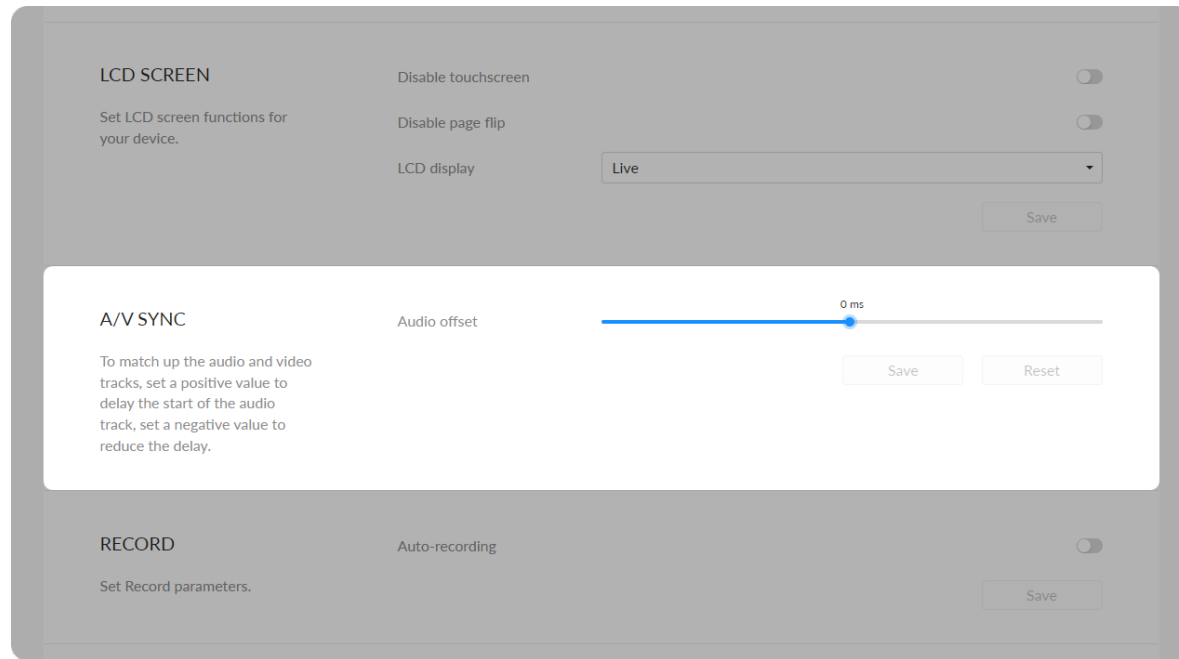 LCD SCREEN
Set LCD screen functions for
your device.
Disable touchscreen
Disable page flip
LCD display
Live
Save
A/V SYNC
To match up the audio and video
tracks, set a positive value to
delay the start of the audio
track, set a negative value to
reduce the delay.
Audio offset
0 ms
Save
Reset
RECORD
Set Record parameters.
Auto-recording
Save